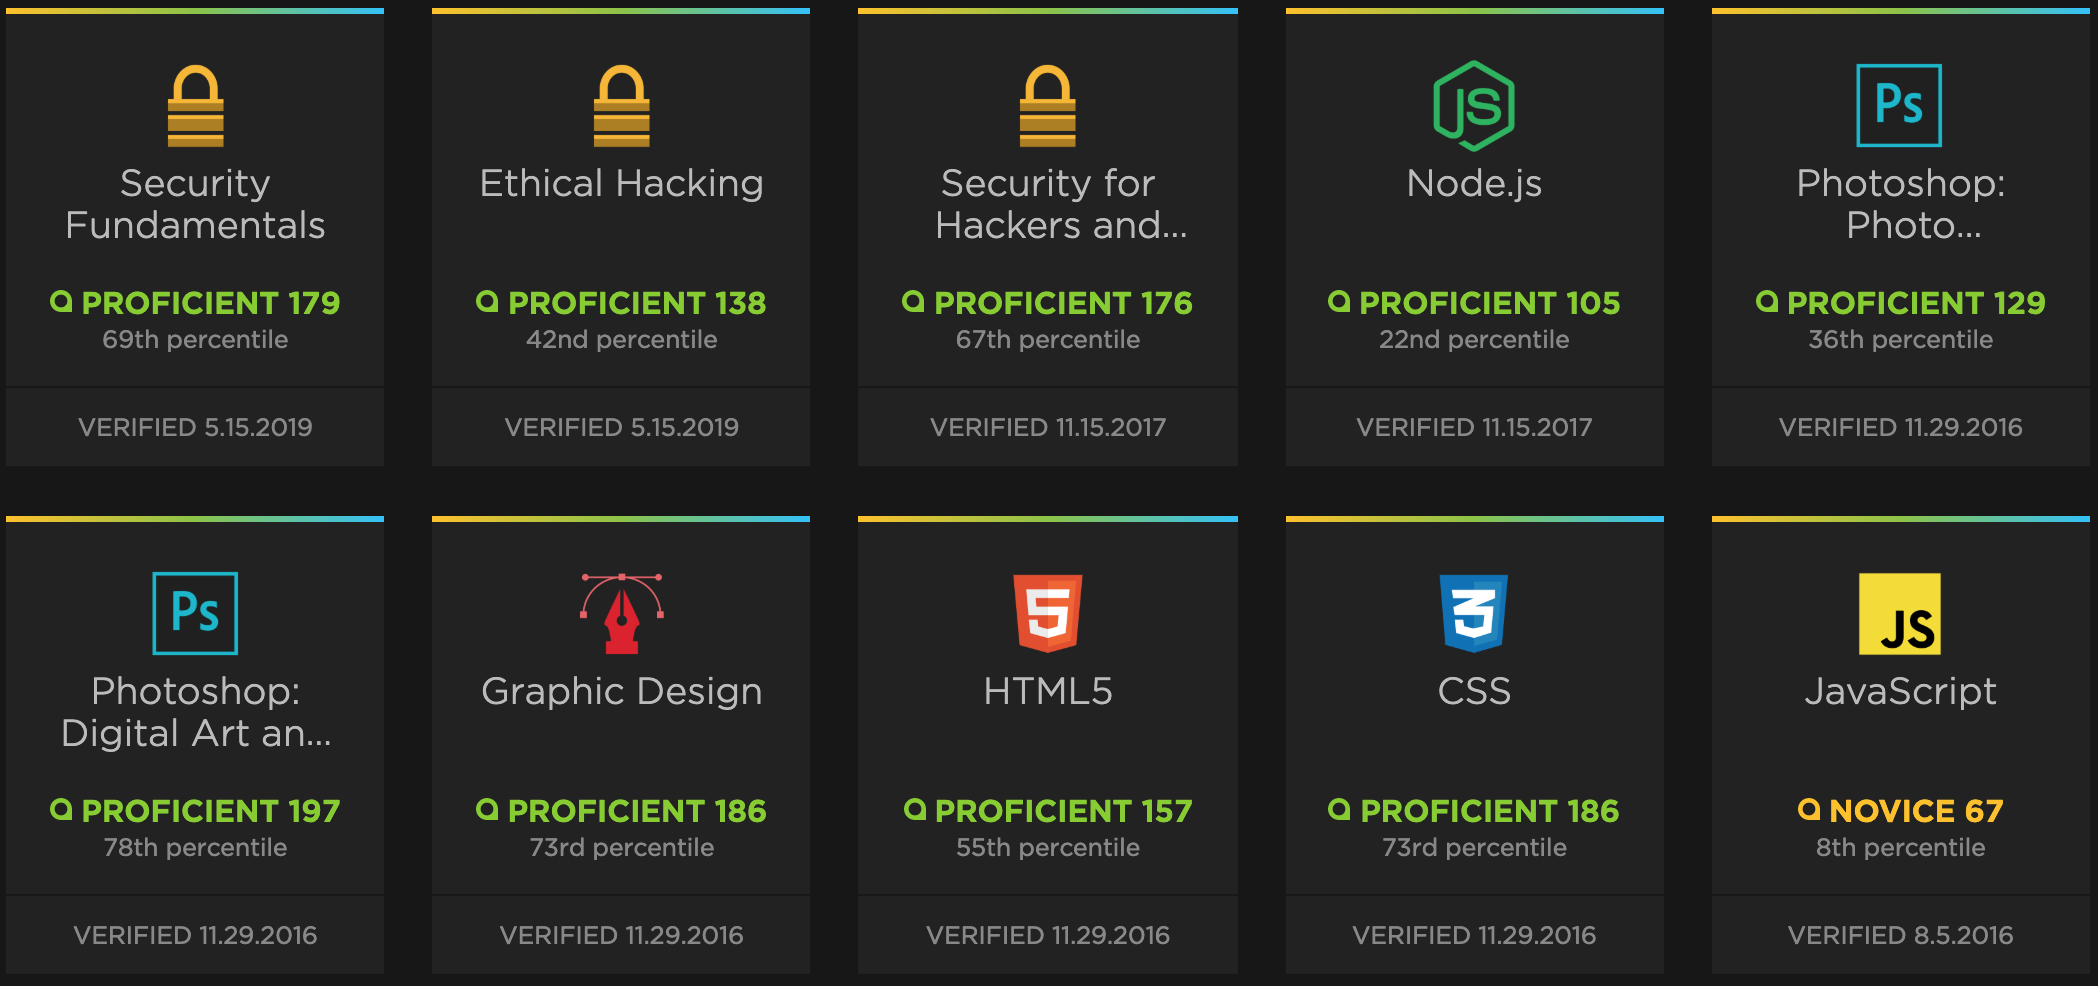 Security
Fundamentals
PROFICIENT 179
69th percentile
VERIFIED 5.15.2019
Ethical Hacking
PROFICIENT 138
42nd percentile
VERIFIED 5.15.2019
Security for
Hackers and...
PROFICIENT 176
67th percentile
VERIFIED 11.15.2017
JS
Node.js
PROFICIENT 105
22nd percentile
VERIFIED 11.15.2017
Ps
Photoshop:
Photo...
PROFICIENT 129
36th percentile
VERIFIED 11.29.2016
Ps
Photoshop:
Digital Art an...
PROFICIENT 197
78th percentile
VERIFIED 11.29.2016
Graphic Design
PROFICIENT 186
73rd percentile
VERIFIED 11.29.2016
5
HTML5
PROFICIENT 157
55th percentile
VERIFIED 11.29.2016
3
CSS
PROFICIENT 186
73rd percentile
VERIFIED 11.29.2016
JS
JavaScript
NOVICE 67
8th percentile
VERIFIED 8.5.2016